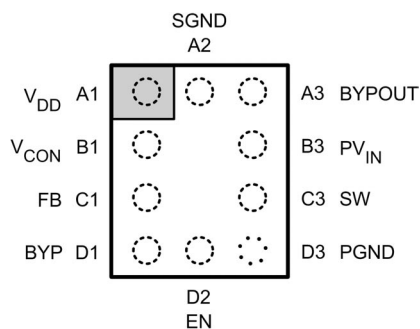 SGND
A2
VDD A1 A3 BYPOUT
VCON B1 B3 PVIN
FB C1 C3 SW
BYP D1 D3 PGND
D2
EN